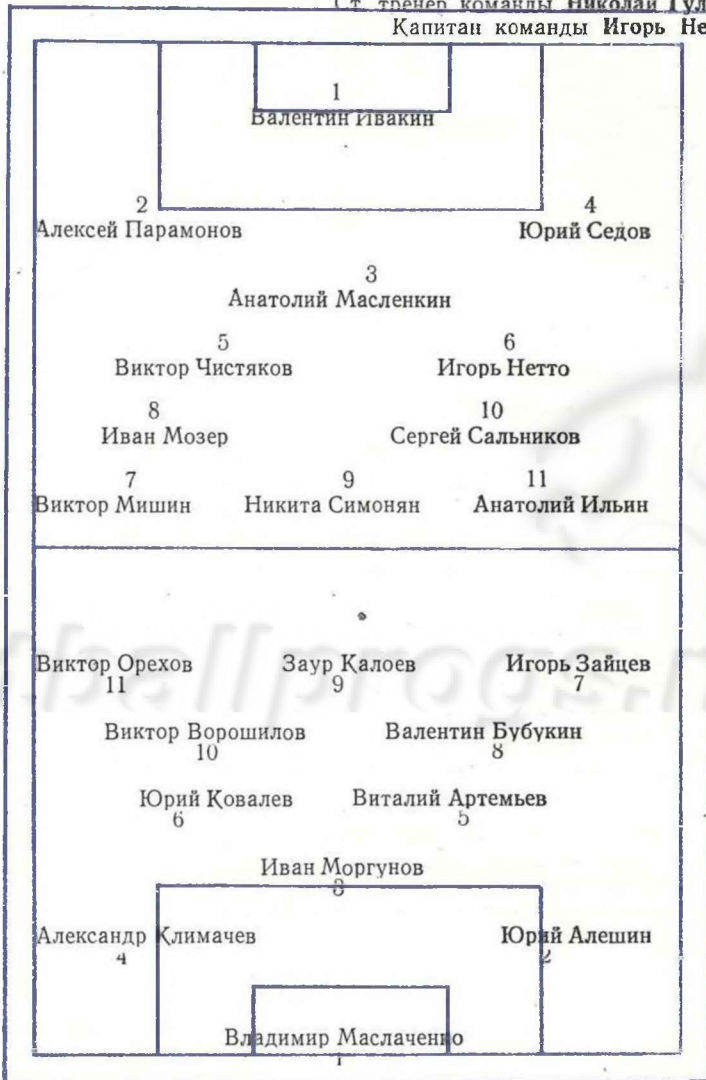 Ст. тренер команды Николай Гул
Капитан команды Игорь Не
1
Валентин Ивакин
2 4
Алексей Парамонов Юрий Седов
3
Анатолий Масленкин
5 6
Виктор Чистяков Игорь Нетто
8 10
Иван Мозер Сергей Сальников
7 9 11
Виктор Мишин Никита Симонян Анатолий Ильин
Виктор Орехов Заур Калоев Игорь Зайцев
11 9 7
Виктор Ворошилов Валентин Бубукин
10 8
Юрий Ковалев Виталий Артемьев
6 5
Иван Моргунов
3
Александр Климачев Юрий Алешин
4 2
Владимир Маслаченко
1